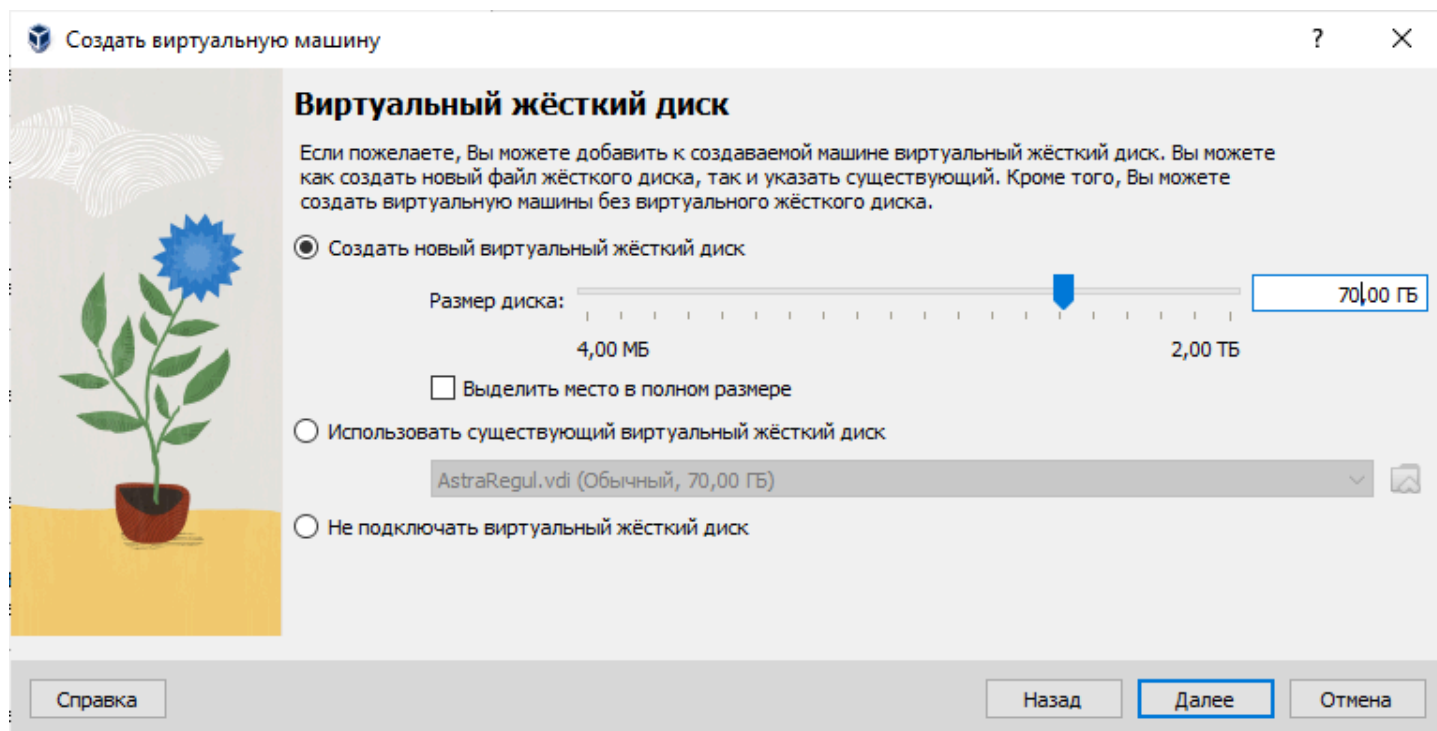 Создать виртуальную машину
?
Виртуальный жёсткий диск
Если пожелаете, Вы можете добавить к создаваемой машине виртуальный жёсткий диск. Вы можете
как создать новый файл жёсткого диска, так и указать существующий. Кроме того, Вы можете
создать виртуальную машины без виртуального жёсткого диска.
Создать новый виртуальный жёсткий диск
Размер диска: 70,00 ГБ
4,00 МБ 2,00 ТБ
Выделить место в полном размере
Использовать существующий виртуальный жёсткий диск
AstraRegul.vdi (Обычный, 70,00 ГБ)
Не подключать виртуальный жёсткий диск
Справка Назад Далее Отмена